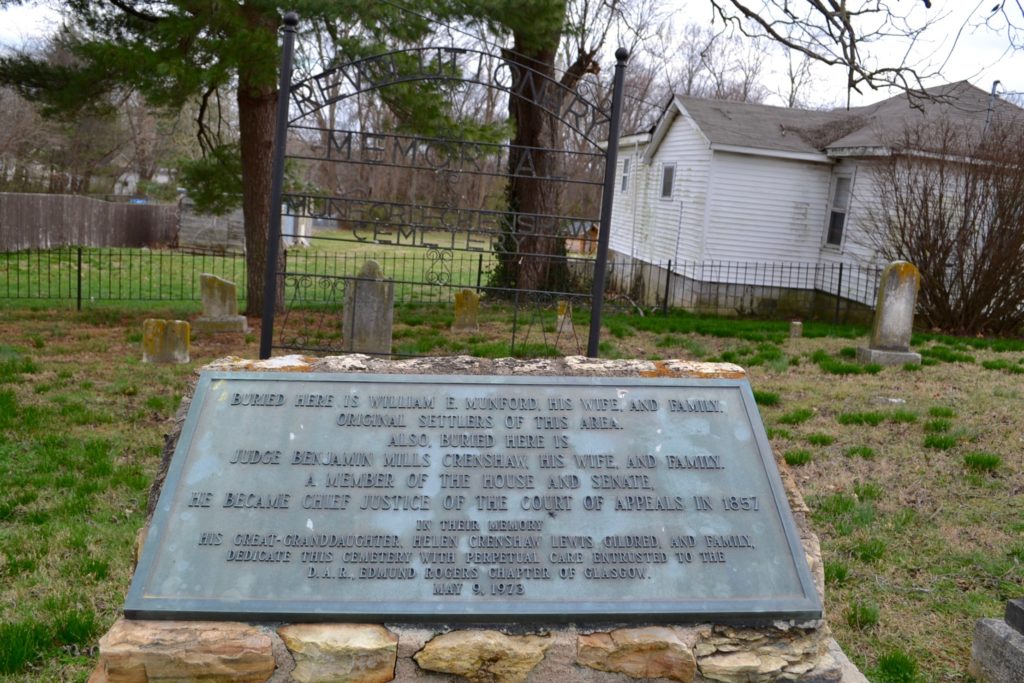 MEMORIAL
CEMETERY
BURIED HERE IS WILLIAM E. MUNFORD, HIS WIFE, AND FAMILY.
ORIGINAL SETTLERS OF THIS AREA.
ALSO, BURIED HERE IS
JUDGE BENJAMIN MILLS CRENSHAW, HIS WIFE, AND FAMILY.
A MEMBER OF THE HOUSE AND SENATE,
HE BECAME CHIEF JUSTICE OF THE COURT OF APPEALS IN 1857
IN THEIR MEMORY
HIS GREAT-GRANDDAUGHTER, HELEN CRENSHAW LEWIS GILDRED, AND FAMILY,
DEDICATE THIS CEMETERY WITH PERPETUAL CARE ENTRUSTED TO THE
D.A.R., EDMUND ROGERS CHAPTER OF GLASGOW.
MAY 9, 1973